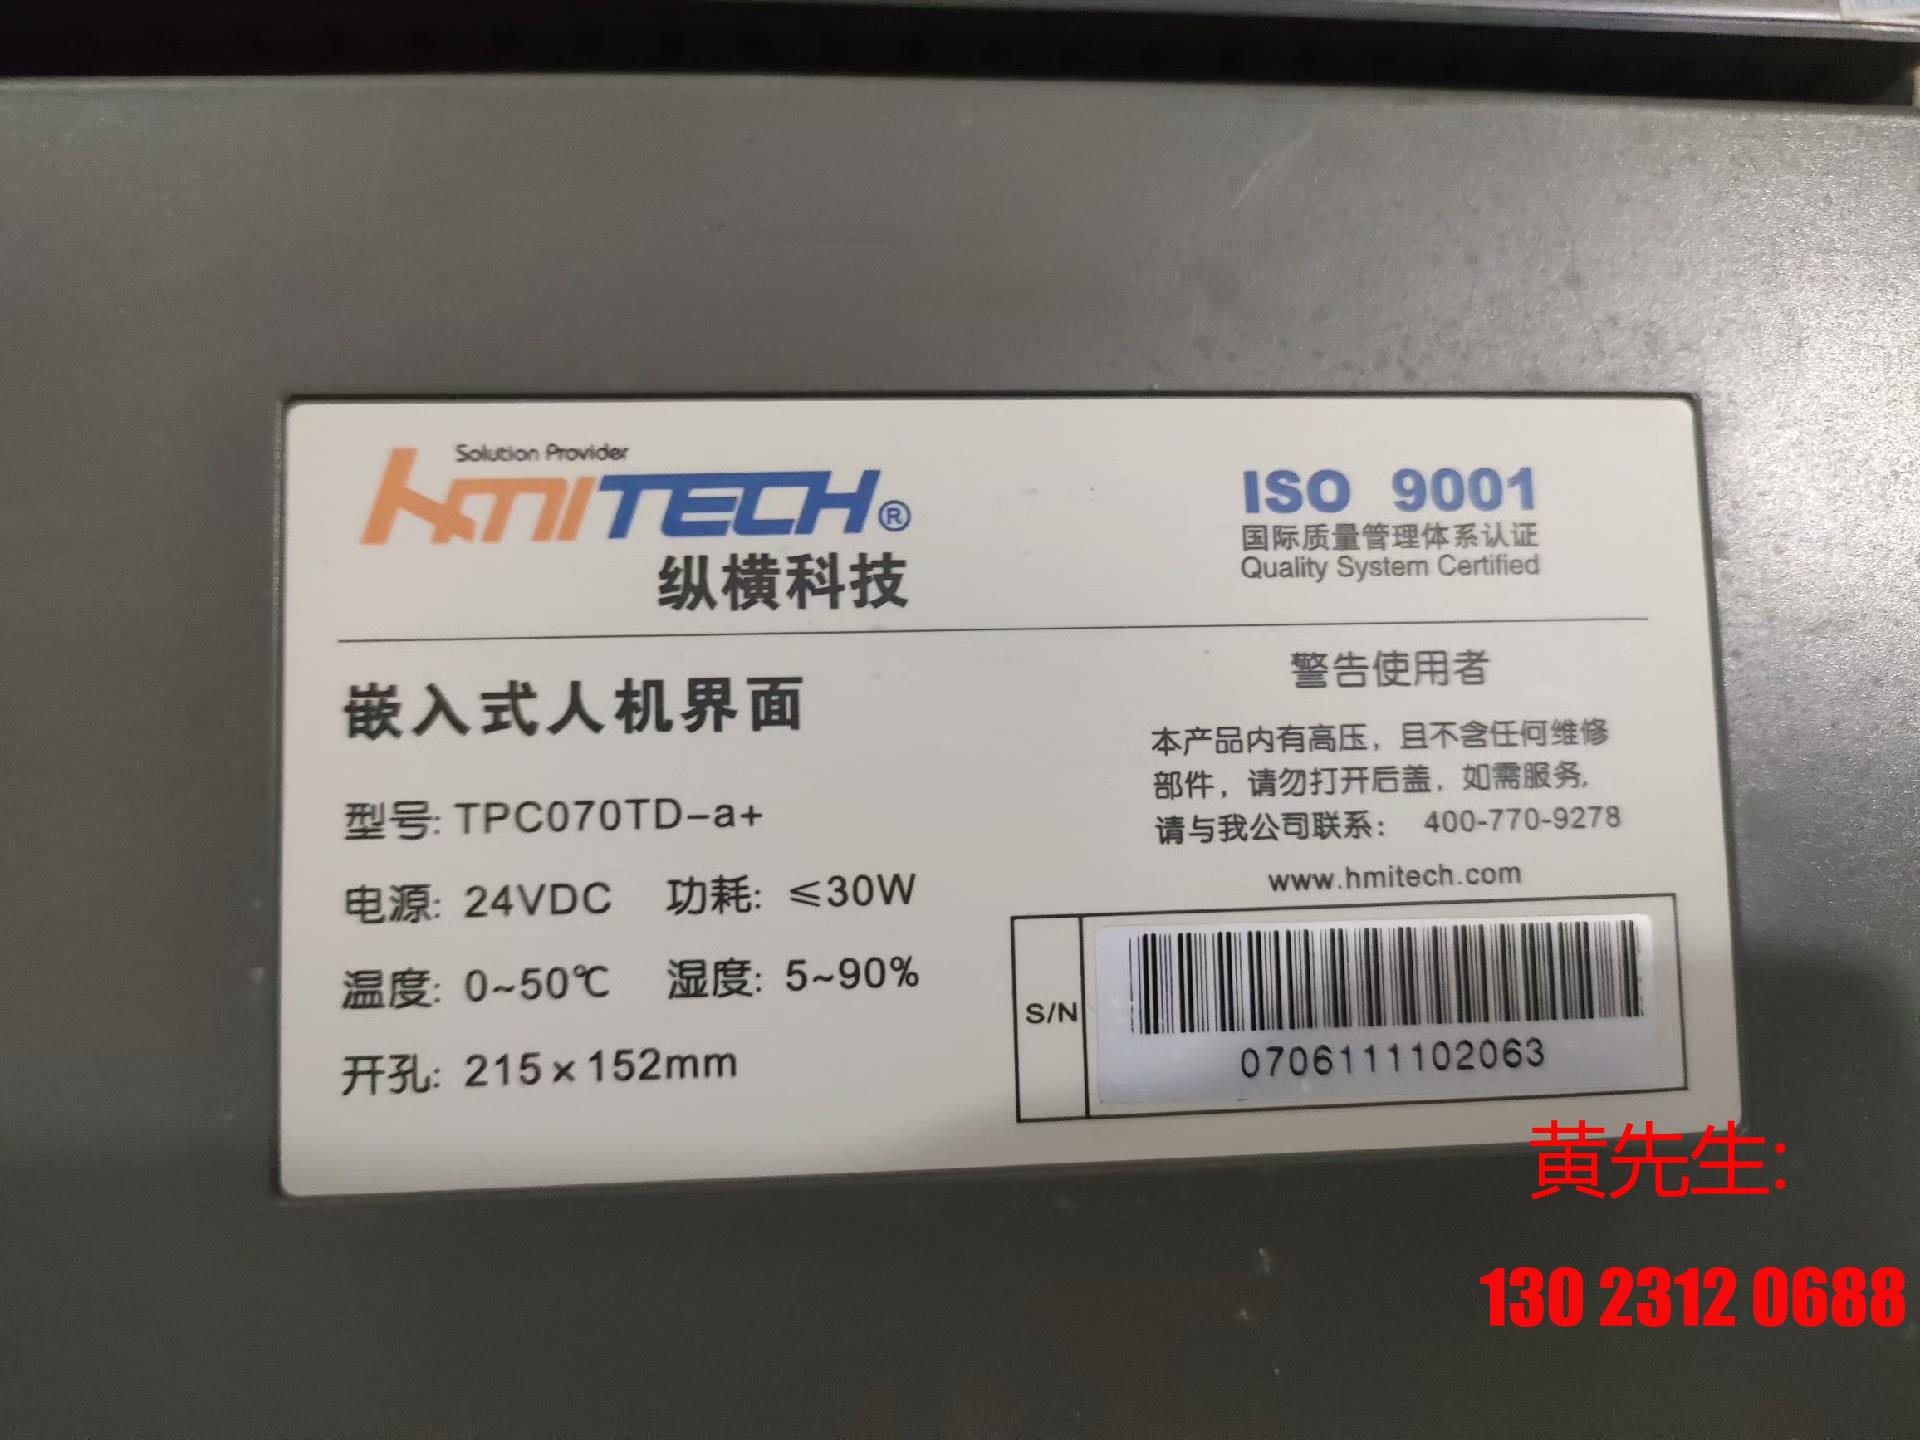 Solution Provider
hmiTECH®
纵横科技
ISO 9001
国际质量管理体系认证
Quality System Certified
嵌入式人机界面
型号: TPC070TD-a+
电源: 24VDC 功耗: ≤30W
温度: 0~50℃ 湿度: 5~90%
开孔: 215×152mm
警告使用者
本产品内有高压，且不含任何维修
部件，请勿打开后盖，如需服务,
请与我公司联系： 400-770-9278
www.hmitech.com
S/N
0706111102063
黄先生:
130 2312 0688